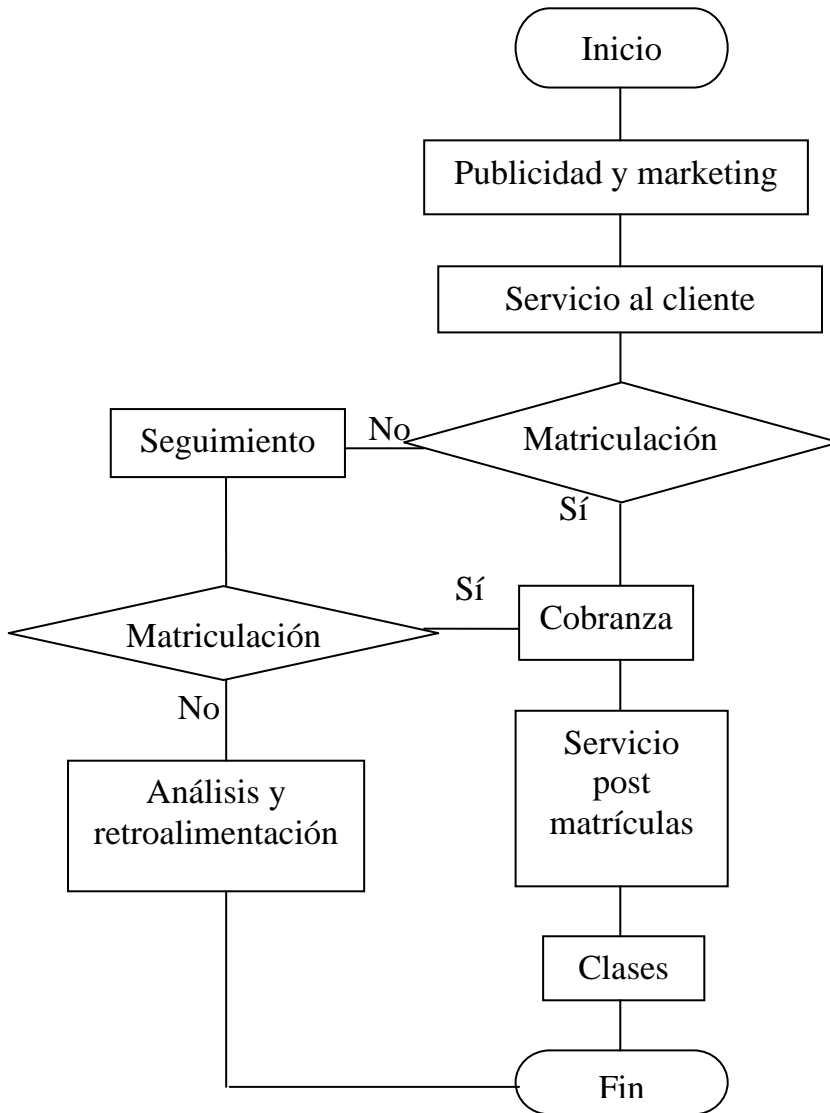 Inicio
Publicidad y marketing
Servicio al cliente
Matriculación
No
Seguimiento
Sí
Sí
Cobranza
Matriculación
No
Servicio
post
matrículas
Análisis y
retroalimentación
Clases
Fin